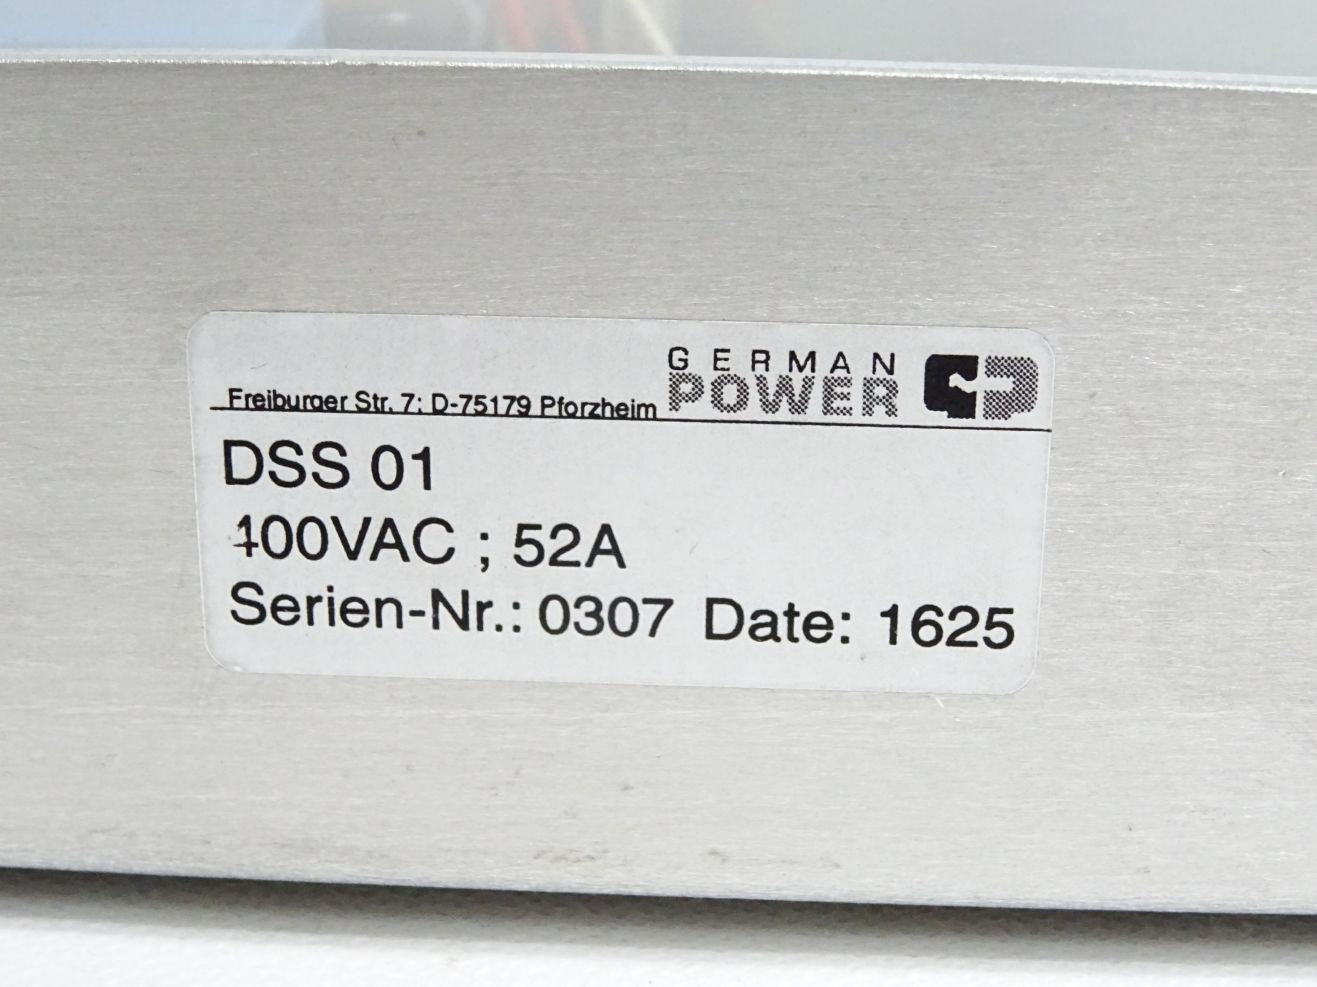 GERMAN
POWER
Freiburger Str. 7; D-75179 Pforzheim
DSS 01
400VAC ; 52A
Serien-Nr.: 0307 Date: 1625